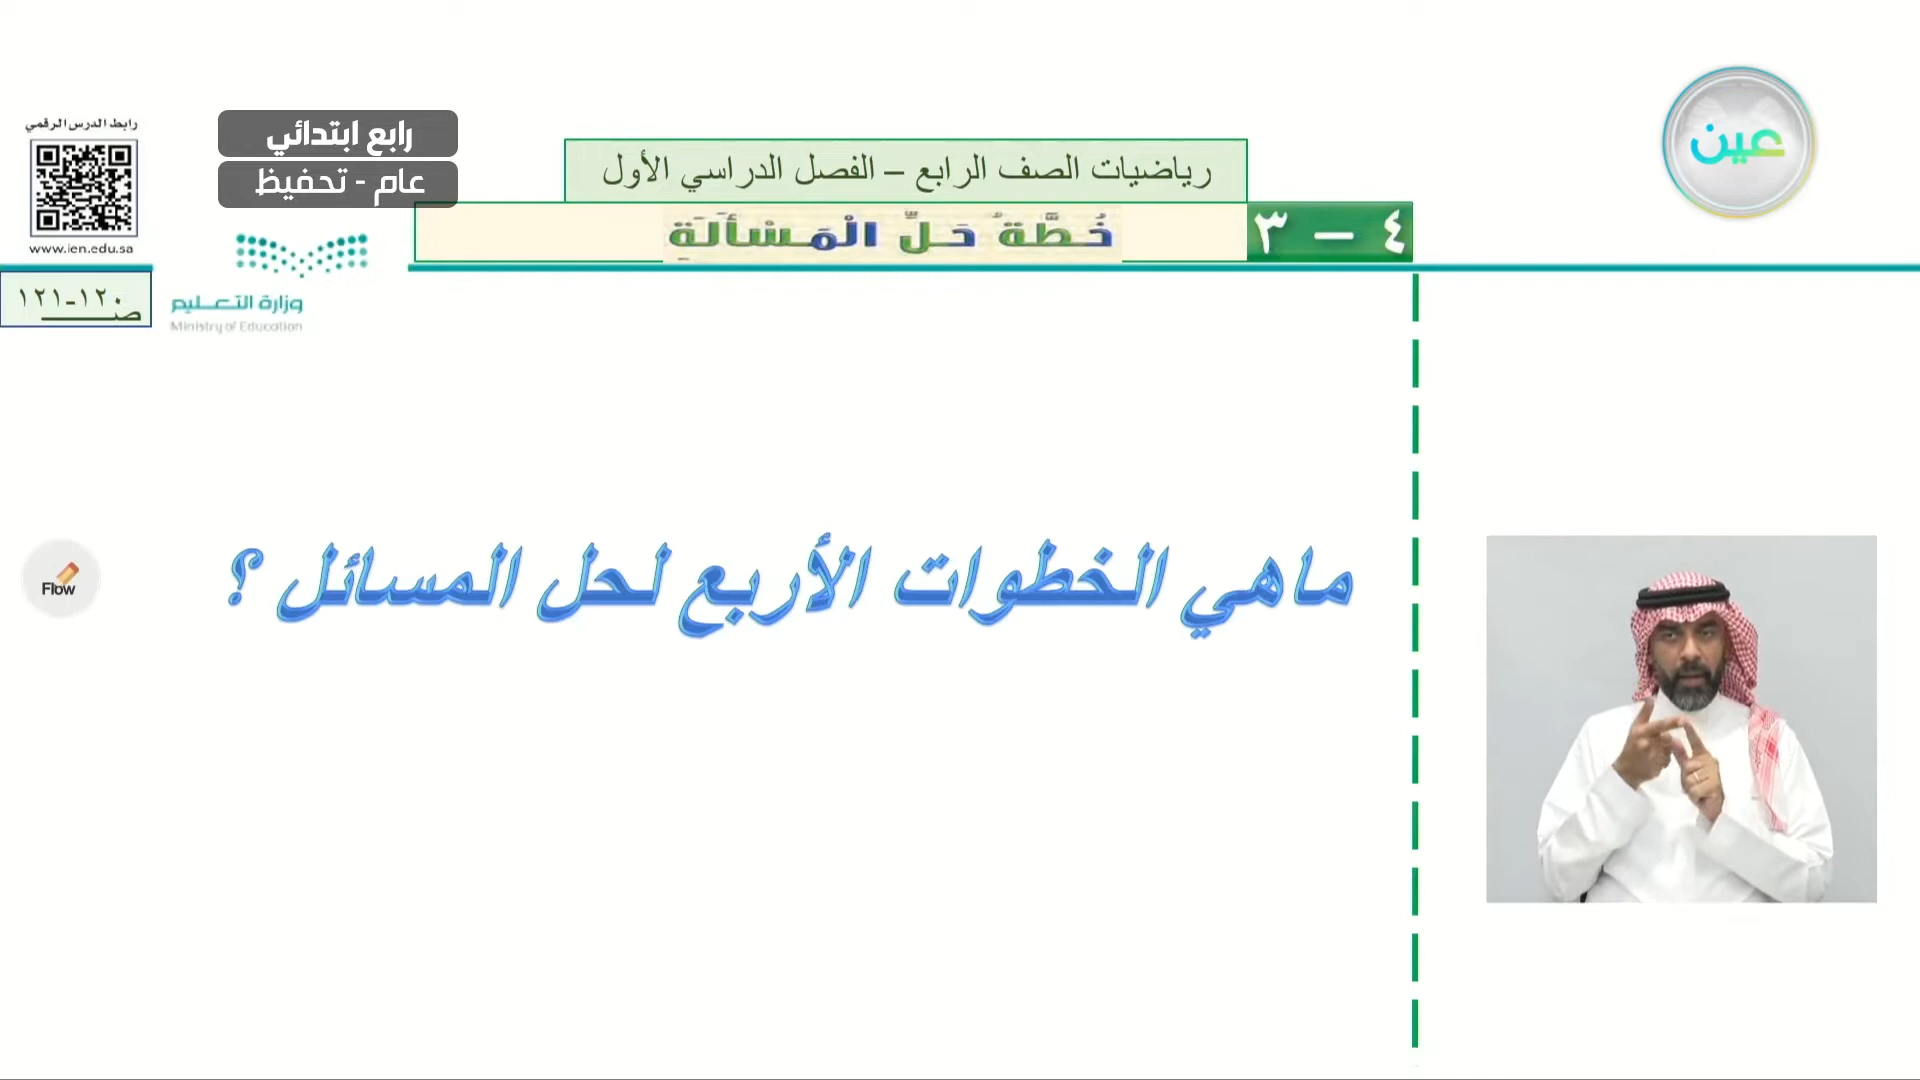 رابط الدرس الرقمي
www.ien.edu.sa
رابع ابتدائي
عام - تحفيظ
رياضيات الصف الرابع – الفصل الدراسي الأول
٤ – ٣
خُطَّةُ حَلِّ الْمَسْأَلَةِ
عين
صـ ١٢٠-١٢١
وزارة التعليم
Ministry of Education
ماهي الخطوات الأربع لحل المسائل ؟
Flow